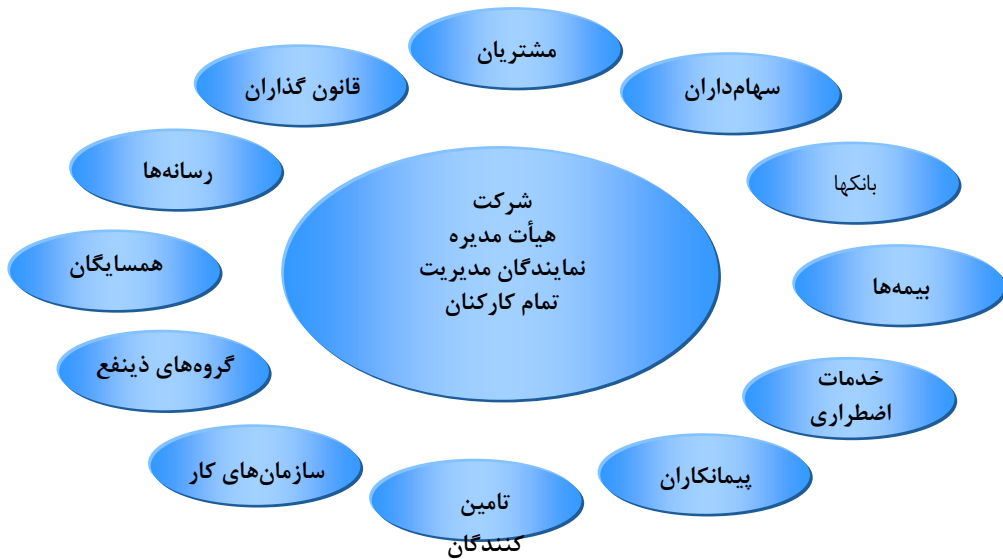 مشتریان
قانون گذاران
سهام‌داران
رسانه‌ها
بانکها
شرکت
هیأت مدیره
نمایندگان مدیریت
تمام کارکنان
همسایگان
بیمه‌ها
گروه‌های ذینفع
خدمات
اضطراری
سازمان‌های کار
پیمانکاران
تامین
کنندگان